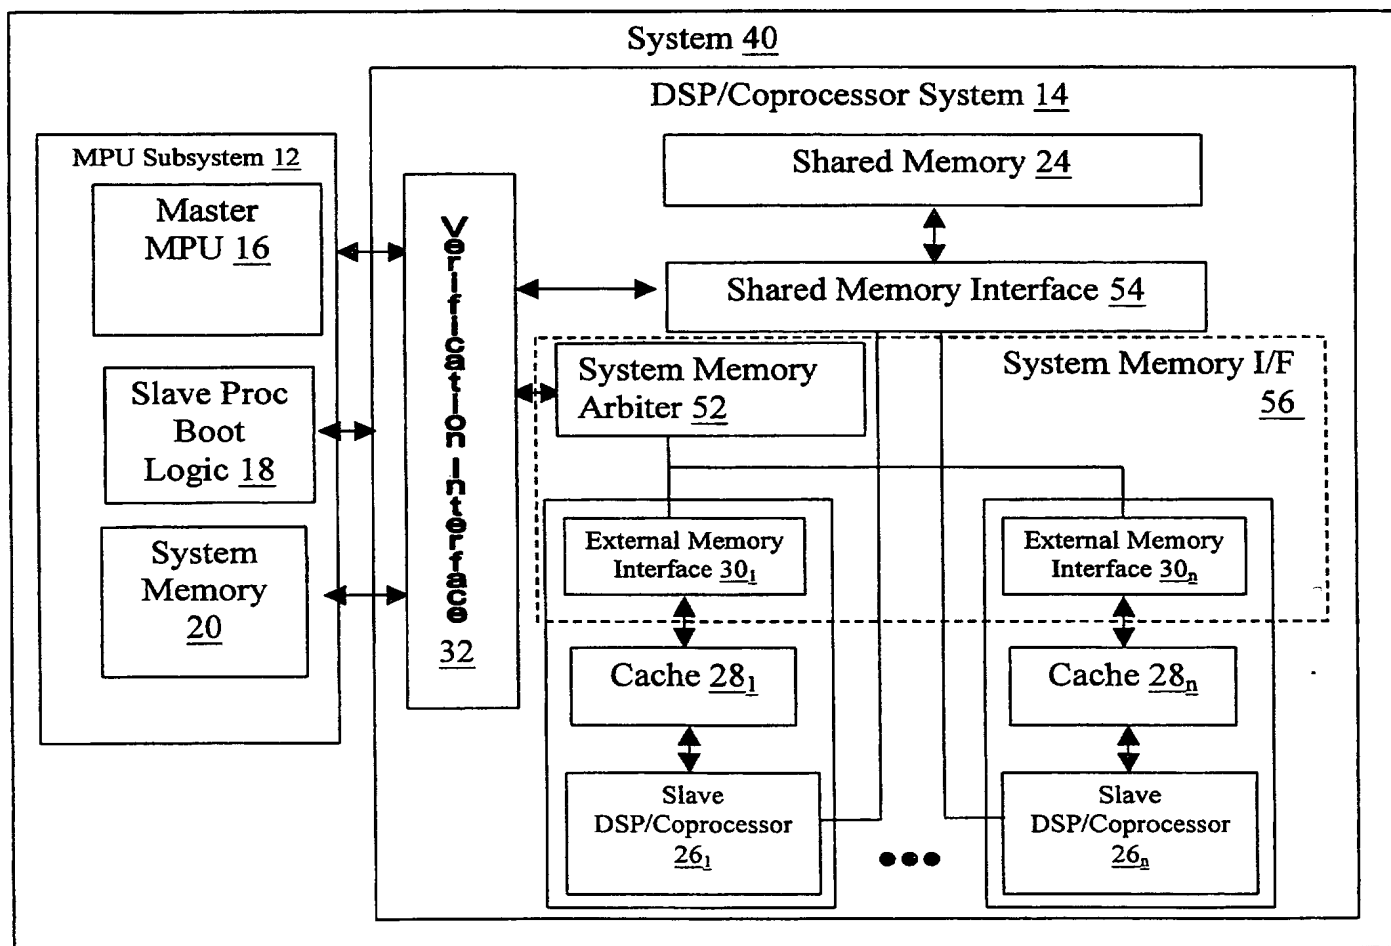 System 40
DSP/Coprocessor System 14
MPU Subsystem 12
Master
MPU 16
Slave Proc
Boot
Logic 18
System
Memory
20
Verification Interface
32
Shared Memory 24
Shared Memory Interface 54
System Memory
Arbiter 52
System Memory I/F
56
External Memory
Interface 30₁
Cache 28₁
Slave
DSP/Coprocessor
26₁
External Memory
Interface 30ₙ
Cache 28ₙ
Slave
DSP/Coprocessor
26ₙ